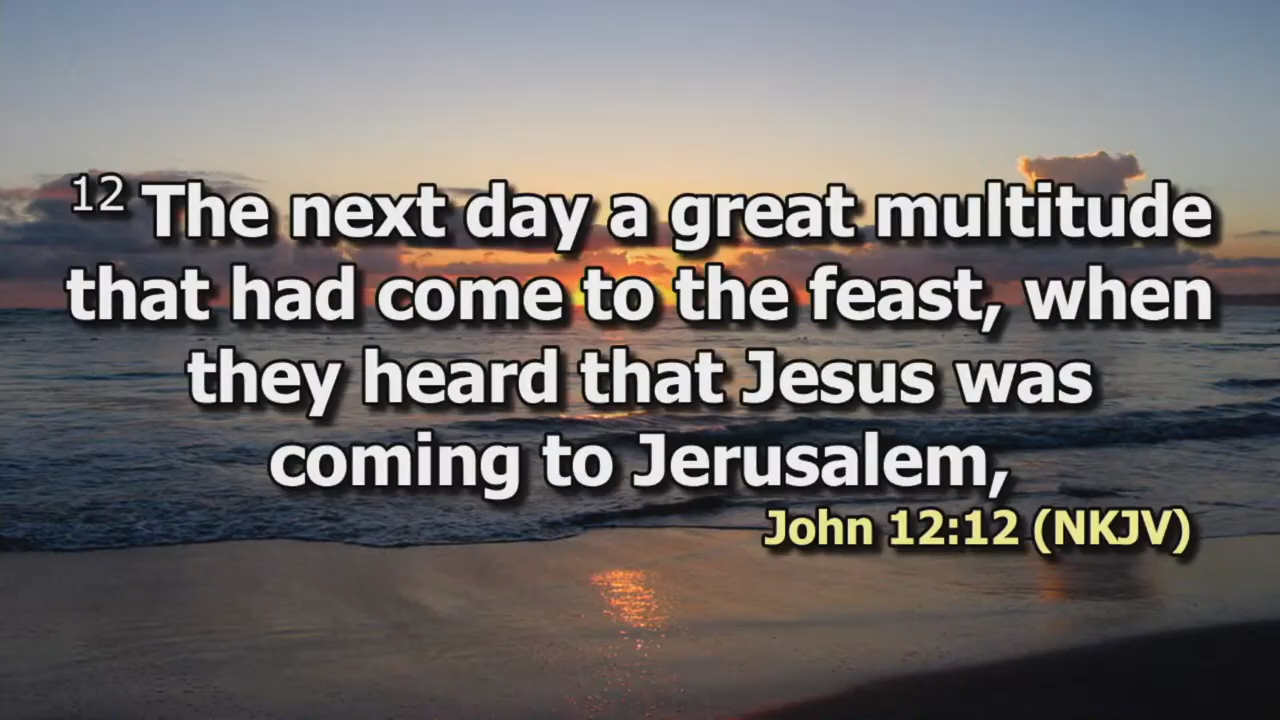 12 The next day a great multitude
that had come to the feast, when
they heard that Jesus was
coming to Jerusalem,
John 12:12 (NKJV)